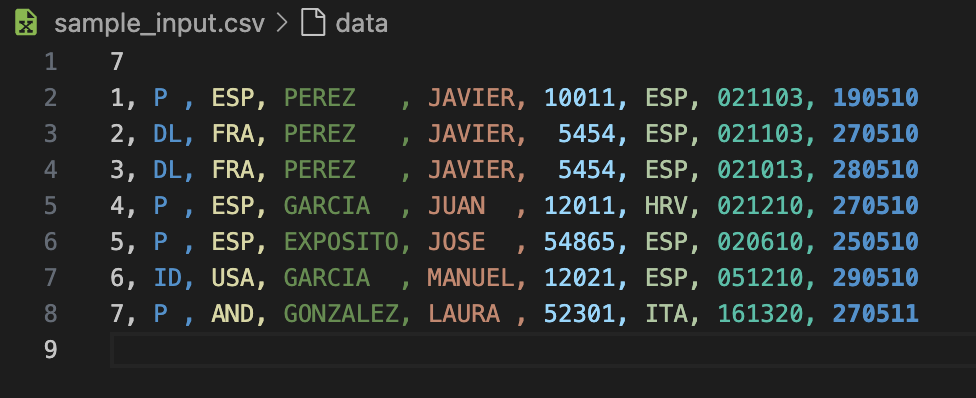 sample_input.csv > data
1 7
2 1, P , ESP, PEREZ   , JAVIER, 10011, ESP, 021103, 190510
3 2, DL, FRA, PEREZ   , JAVIER,  5454, ESP, 021103, 270510
4 3, DL, FRA, PEREZ   , JAVIER,  5454, ESP, 021013, 280510
5 4, P , ESP, GARCIA  , JUAN  , 12011, HRV, 021210, 270510
6 5, P , ESP, EXPOSITO, JOSE  , 54865, ESP, 020610, 250510
7 6, ID, USA, GARCIA  , MANUEL, 12021, ESP, 051210, 290510
8 7, P , AND, GONZALEZ, LAURA , 52301, ITA, 161320, 270511
9